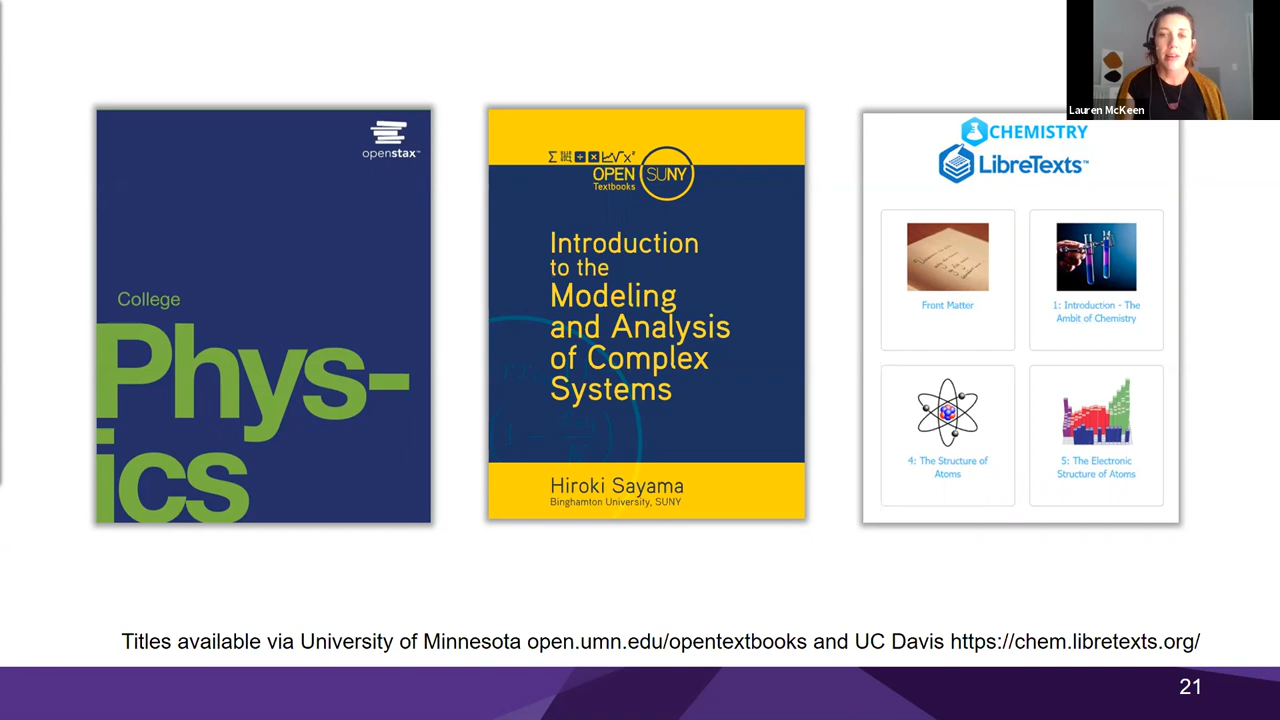 Lauren McKeen
openstax™
College
Phys-
ics
OPEN
Textbooks
SUNY
Introduction
to the
Modeling
and Analysis
of Complex
Systems
Hiroki Sayama
Binghamton University, SUNY
CHEMISTRY
LibreTexts™
Front Matter
1: Introduction - The
Ambit of Chemistry
4: The Structure of
Atoms
5: The Electronic
Structure of Atoms
Titles available via University of Minnesota open.umn.edu/opentextbooks and UC Davis https://chem.libretexts.org/
21